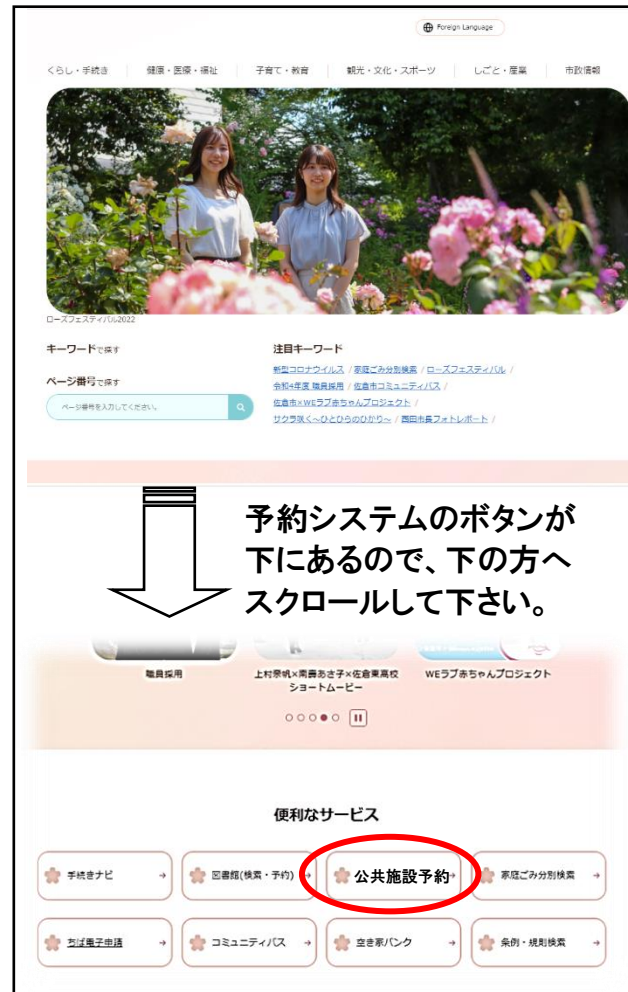 Foreign Language
くらし・手続き
健康・医療・福祉
子育て・教育
観光・文化・スポーツ
しごと・産業
市政情報
ローズフェスティバル2022
キーワードで探す
ページ番号で探す
ページ番号を入力してください。
注目キーワード
新型コロナウイルス / 家庭ごみ分別検索 / ローズフェスティバル /
令和4年度 職員採用 / 佐倉市コミュニティバス /
佐倉市×WEラブ赤ちゃんプロジェクト /
サクラ咲く～ひとひらのひかり～ / 西田市長フォトレポート /
予約システムのボタンが
下にあるので、下の方へ
スクロールして下さい。
職員採用
上村奈帆×南壽あさ子×佐倉東高校
ショートムービー
WEラブ赤ちゃんプロジェクト
便利なサービス
手続きナビ
図書館(検索・予約)
公共施設予約
家庭ごみ分別検索
ちば電子申請
コミュニティバス
空き家バンク
条例・規則検索